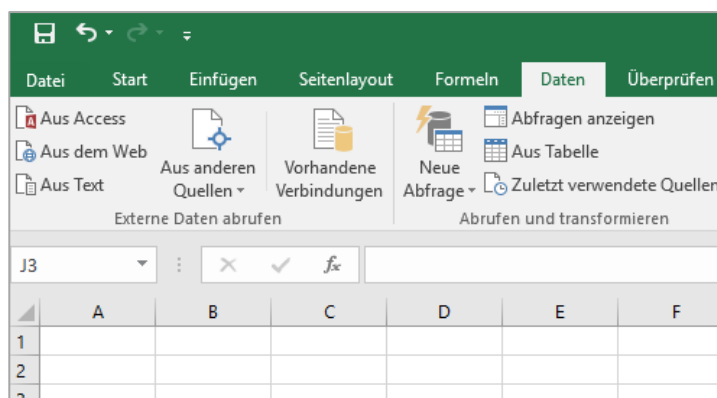 Datei Start Einfügen Seitenlayout Formeln Daten Überprüfen
Aus Access
Aus dem Web
Aus Text
Aus anderen
Quellen
Vorhandene
Verbindungen
Externe Daten abrufen
Neue
Abfrage
Abfragen anzeigen
Aus Tabelle
Zuletzt verwendete Quellen
Abrufen und transformieren
J3 fx
A B C D E F
1
2